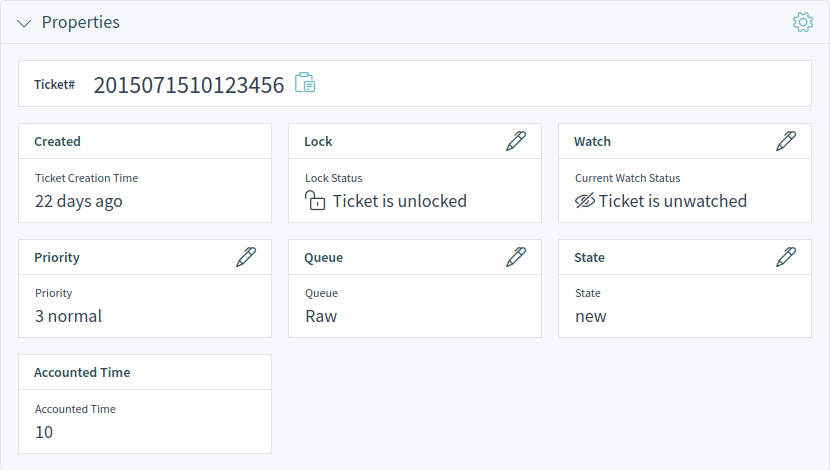 Properties
Ticket# 2015071510123456
Created
Ticket Creation Time
22 days ago
Lock
Lock Status
Ticket is unlocked
Watch
Current Watch Status
Ticket is unwatched
Priority
Priority
3 normal
Queue
Queue
Raw
State
State
new
Accounted Time
Accounted Time
10